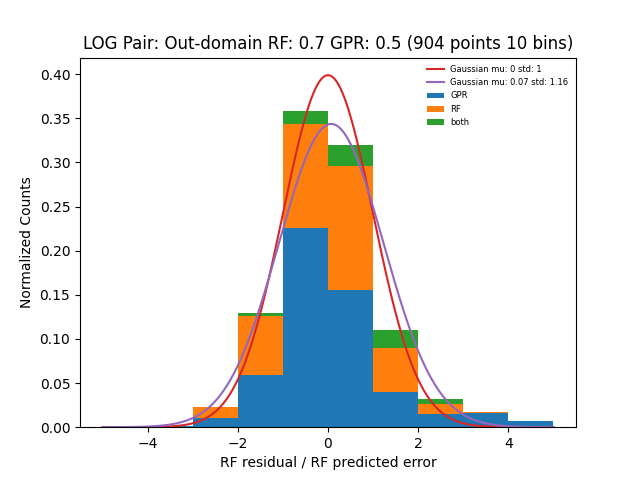 LOG Pair: Out-domain RF: 0.7 GPR: 0.5 (904 points 10 bins)
Gaussian mu: 0 std: 1
Gaussian mu: 0.07 std: 1.16
GPR
RF
both
Normalized Counts
0.40
0.35
0.30
0.25
0.20
0.15
0.10
0.05
0.00
−4
−2
0
2
4
RF residual / RF predicted error